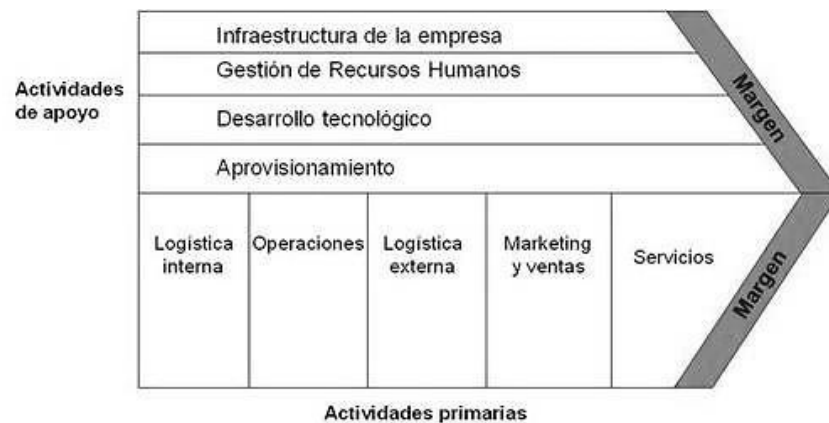 Infraestructura de la empresa
Gestión de Recursos Humanos
Actividades
de apoyo
Desarrollo tecnológico
Aprovisionamiento
Margen
Logística
interna
Operaciones
Logística
externa
Marketing
y ventas
Servicios
Margen
Actividades primarias